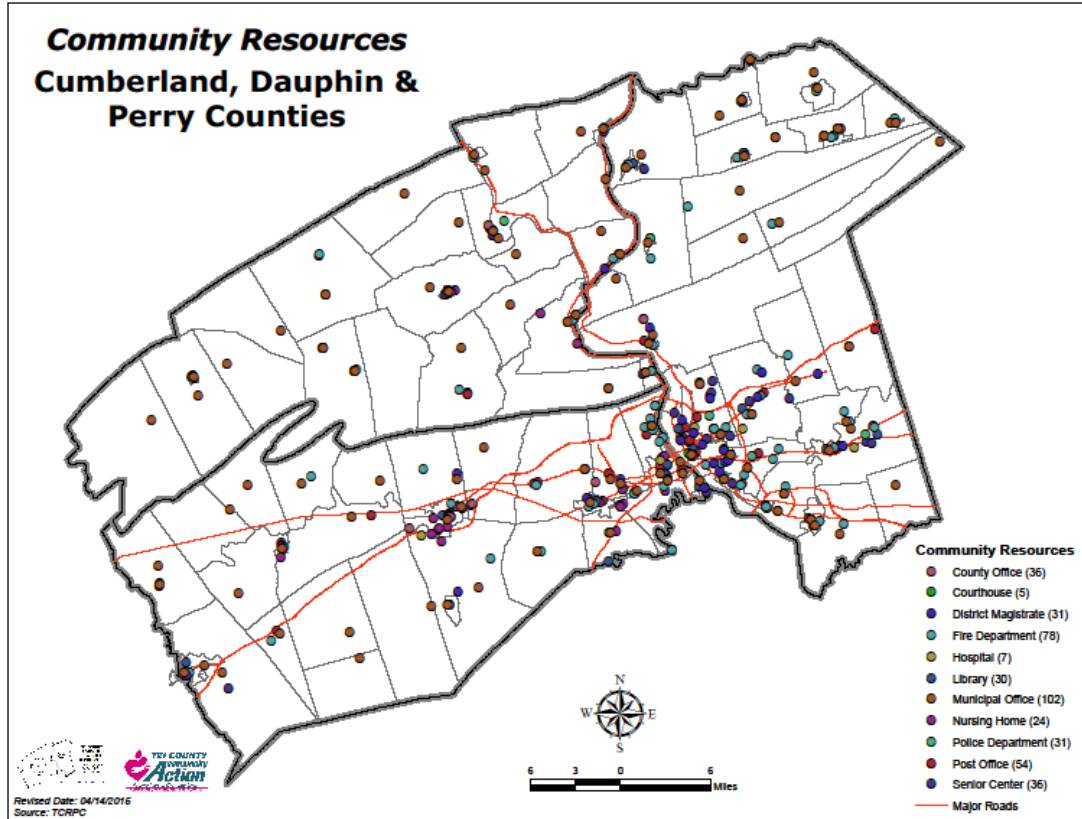 Community Resources
Cumberland, Dauphin &
Perry Counties
Community Resources
County Office (36)
Courthouse (5)
District Magistrate (31)
Fire Department (78)
Hospital (7)
Library (30)
Municipal Office (102)
Nursing Home (24)
Police Department (31)
Post Office (54)
Senior Center (36)
Major Roads
N
W E
S
6 3 0 6
Miles
TRI COUNTY
Community
Action
Revised Date: 04/14/2015
Source: TCRPC